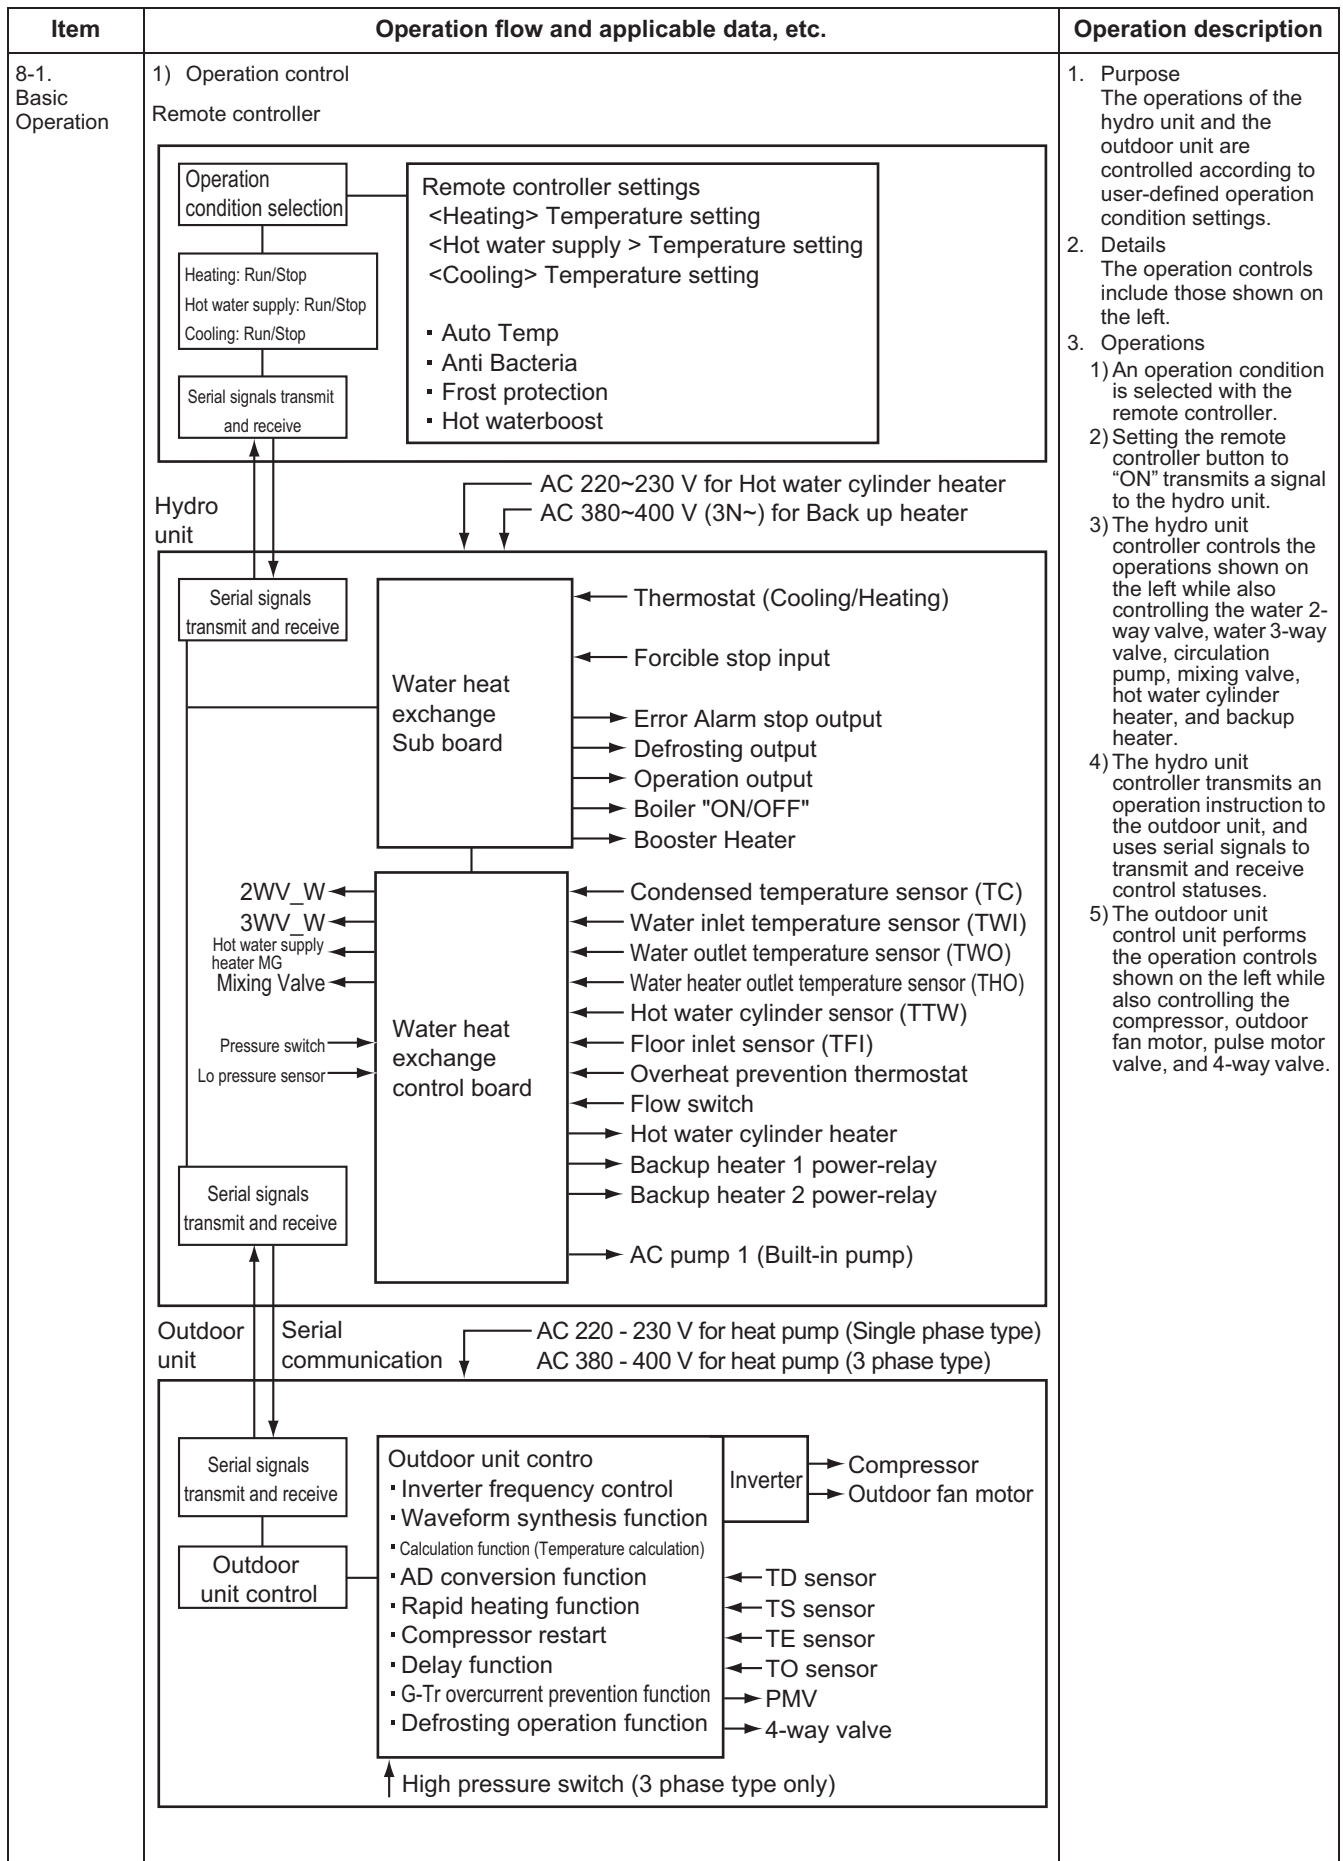 Item
Operation flow and applicable data, etc.
Operation description
8-1.
Basic
Operation
1) Operation control
Remote controller
Operation
condition selection
Heating: Run/Stop
Hot water supply: Run/Stop
Cooling: Run/Stop
Serial signals transmit
and receive
Remote controller settings
<Heating> Temperature setting
<Hot water supply > Temperature setting
<Cooling> Temperature setting
▪ Auto Temp
▪ Anti Bacteria
▪ Frost protection
▪ Hot waterboost
Hydro
unit
AC 220~230 V for Hot water cylinder heater
AC 380~400 V (3N~) for Back up heater
Serial signals
transmit and receive
Water heat
exchange
Sub board
Thermostat (Cooling/Heating)
Forcible stop input
Error Alarm stop output
Defrosting output
Operation output
Boiler "ON/OFF"
Booster Heater
2WV_W
3WV_W
Hot water supply
heater MG
Mixing Valve
Pressure switch
Lo pressure sensor
Water heat
exchange
control board
Condensed temperature sensor (TC)
Water inlet temperature sensor (TWI)
Water outlet temperature sensor (TWO)
Water heater outlet temperature sensor (THO)
Hot water cylinder sensor (TTW)
Floor inlet sensor (TFI)
Overheat prevention thermostat
Flow switch
Hot water cylinder heater
Backup heater 1 power-relay
Backup heater 2 power-relay
AC pump 1 (Built-in pump)
Serial signals
transmit and receive
Outdoor
unit
Serial
communication
AC 220 - 230 V for heat pump (Single phase type)
AC 380 - 400 V for heat pump (3 phase type)
Serial signals
transmit and receive
Outdoor
unit control
Outdoor unit contro
▪ Inverter frequency control
▪ Waveform synthesis function
▪ Calculation function (Temperature calculation)
▪ AD conversion function
▪ Rapid heating function
▪ Compressor restart
▪ Delay function
▪ G-Tr overcurrent prevention function
▪ Defrosting operation function
Inverter
Compressor
Outdoor fan motor
TD sensor
TS sensor
TE sensor
TO sensor
PMV
4-way valve
High pressure switch (3 phase type only)
1. Purpose
The operations of the
hydro unit and the
outdoor unit are
controlled according to
user-defined operation
condition settings.
2. Details
The operation controls
include those shown on
the left.
3. Operations
1) An operation condition
is selected with the
remote controller.
2) Setting the remote
controller button to
“ON” transmits a signal
to the hydro unit.
3) The hydro unit
controller controls the
operations shown on
the left while also
controlling the water 2-
way valve, water 3-way
valve, circulation
pump, mixing valve,
hot water cylinder
heater, and backup
heater.
4) The hydro unit
controller transmits an
operation instruction to
the outdoor unit, and
uses serial signals to
transmit and receive
control statuses.
5) The outdoor unit
control unit performs
the operation controls
shown on the left while
also controlling the
compressor, outdoor
fan motor, pulse motor
valve, and 4-way valve.